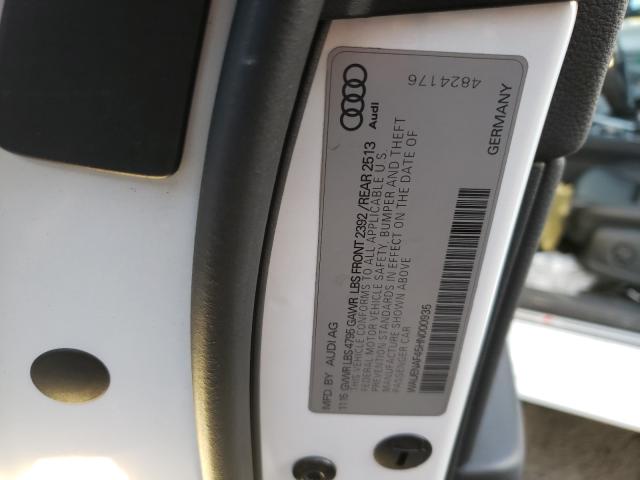 4824176
Audi
GERMANY
MFD. BY AUDI AG
11.15 GVWR LBS 4795 GAWR LBS FRONT 2392 / REAR 2513
THIS VEHICLE CONFORMS TO ALL APPLICABLE U S
FEDERAL MOTOR VEHICLE SAFETY, BUMPER AND THEFT
PREVENTION STANDARDS IN EFFECT ON THE DATE OF
MANUFACTURE SHOWN ABOVE
PASSENGER CAR
WAUENAF45HN000935